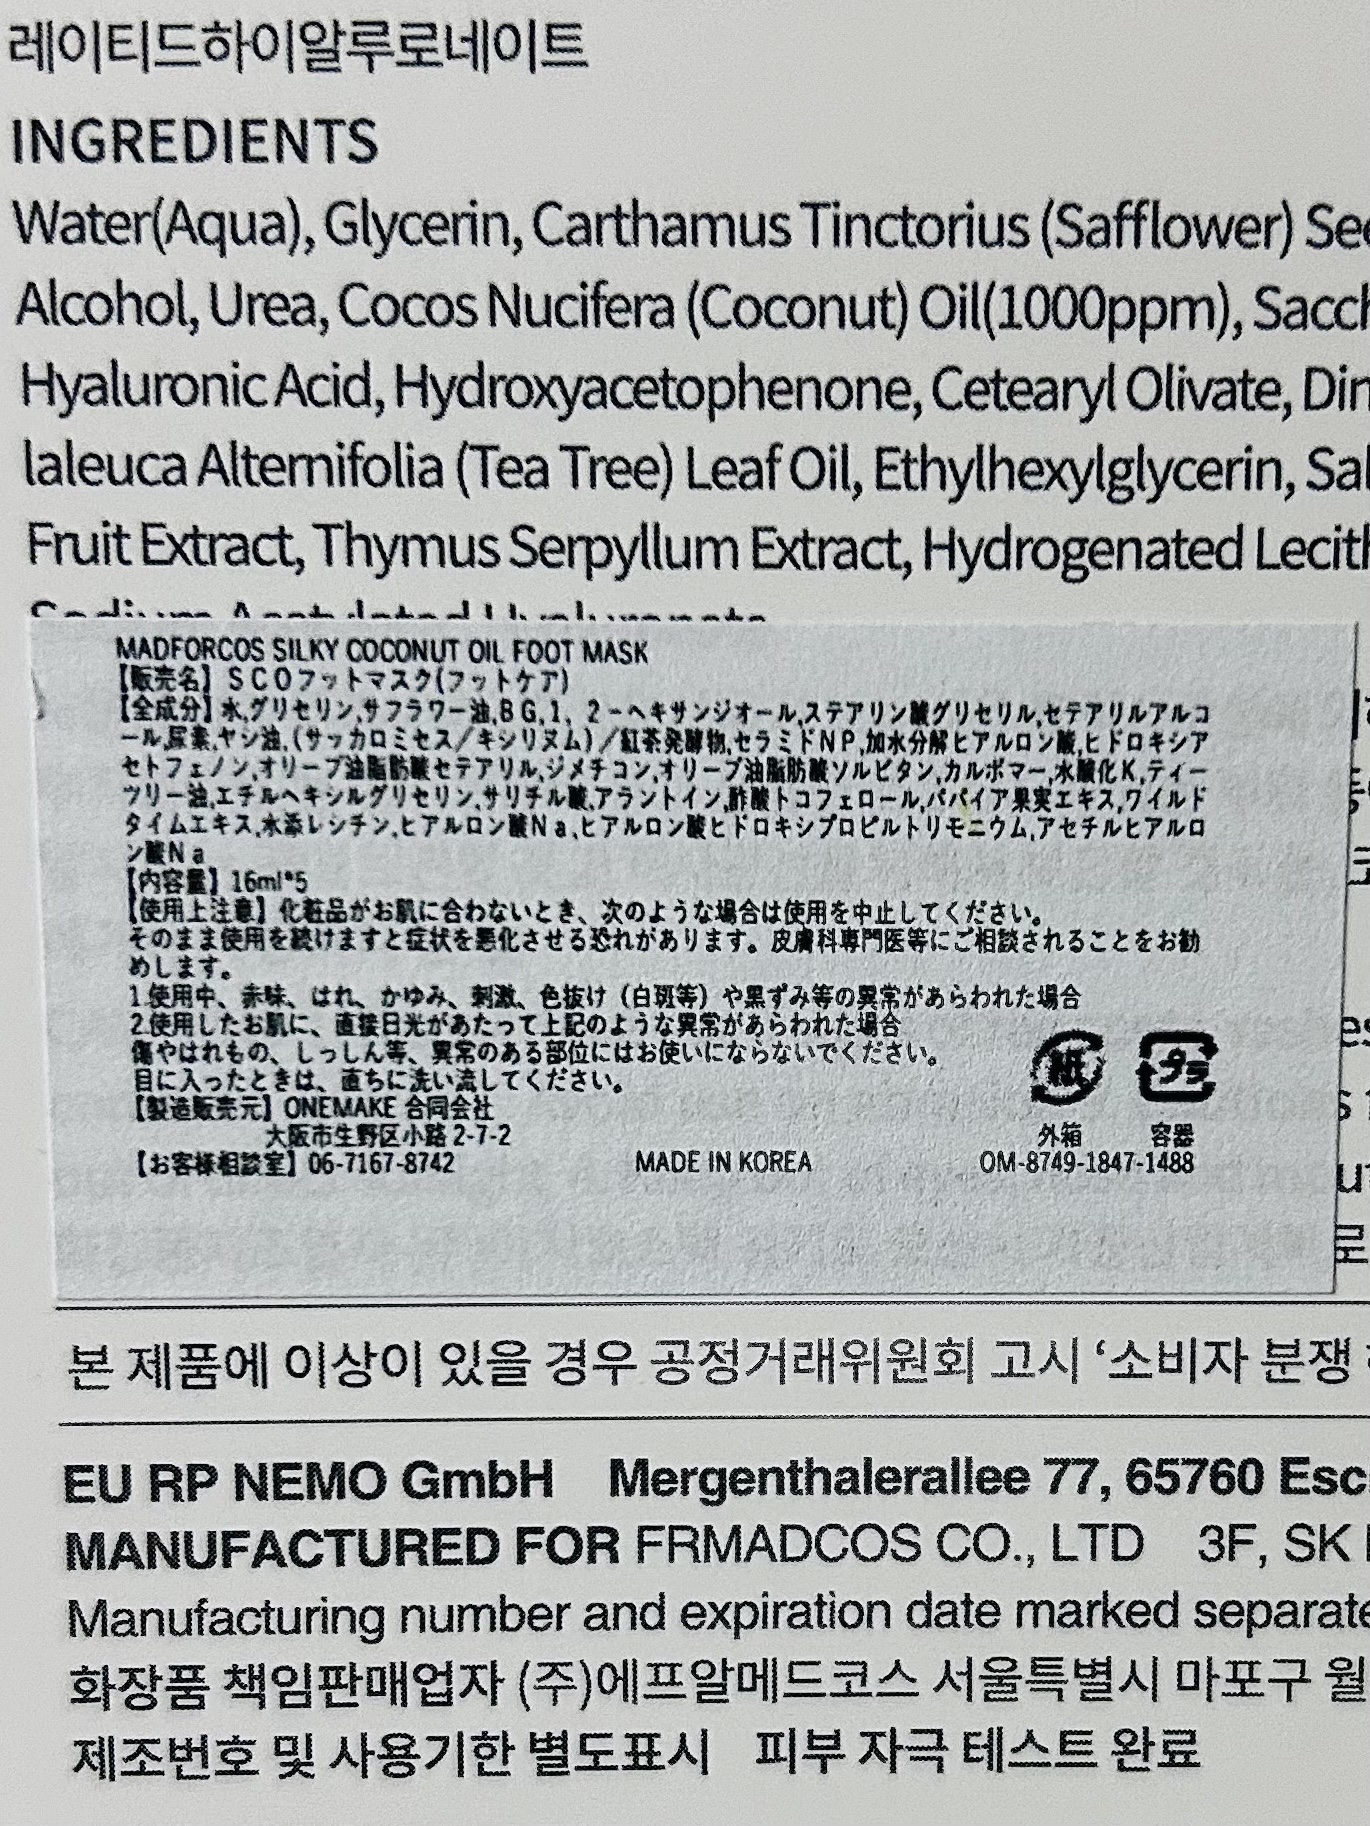 레이티드하이알루로네이트
INGREDIENTS
Water(Aqua), Glycerin, Carthamus Tinctorius (Safflower) See
Alcohol, Urea, Cocos Nucifera (Coconut) Oil(1000ppm), Sacch
Hyaluronic Acid, Hydroxyacetophenone, Cetearyl Olivate, Dim
laleuca Alternifolia (Tea Tree) Leaf Oil, Ethylhexylglycerin, Sal
Fruit Extract, Thymus Serpyllum Extract, Hydrogenated Lecith
Sodium Acetylated Hyaluronate
MADFORCOS SILKY COCONUT OIL FOOT MASK
【販売名】SCOフットマスク(フットケア)
【全成分】水,グリセリン,サフラワー油,BG,1、2-ヘキサンジオール,ステアリン酸グリセリル,セテアリルアルコ
ール,尿素,ヤシ油,(サッカロミセス/キシリヌム)/紅茶発酵物,セラミドNP,加水分解ヒアルロン酸,ヒドロキシア
セトフェノン,オリーブ油脂肪酸セテアリル,ジメチコン,オリーブ油脂肪酸ソルビタン,カルボマー,水酸化K,ティー
ツリー油,エチルヘキシルグリセリン,サリチル酸,アラントイン,酢酸トコフェロール,パパイア果実エキス,ワイルド
タイムエキス,水添レシチン,ヒアルロン酸Na,ヒアルロン酸ヒドロキシプロピルトリモニウム,アセチルヒアルロ
ン酸Na
【内容量】16ml*5
【使用上注意】化粧品がお肌に合わないとき、次のような場合は使用を中止してください。
そのまま使用を続けますと症状を悪化させる恐れがあります。皮膚科専門医等にご相談されることをお勧
めします。
1.使用中、赤味、はれ、かゆみ、刺激、色抜け（白斑等）や黒ずみ等の異常があらわれた場合
2.使用したお肌に、直接日光があたって上記のような異常があらわれた場合
傷やはれもの、しっしん等、異常のある部位にはお使いにならないでください。
目に入ったときは、直ちに洗い流してください。
紙 プラ
【製造販売元】ONEMAKE 合同会社
大阪市生野区小路 2-7-2 外箱 容器
【お客様相談室】06-7167-8742 MADE IN KOREA OM-8749-1847-1488
본 제품에 이상이 있을 경우 공정거래위원회 고시 ‘소비자 분쟁
EU RP NEMO GmbH Mergenthalerallee 77, 65760 Esc
MANUFACTURED FOR FRMADCOS CO., LTD 3F, SK
Manufacturing number and expiration date marked separate
화장품 책임판매업자 (주)에프알메드코스 서울특별시 마포구 월
제조번호 및 사용기한 별도표시 피부 자극 테스트 완료